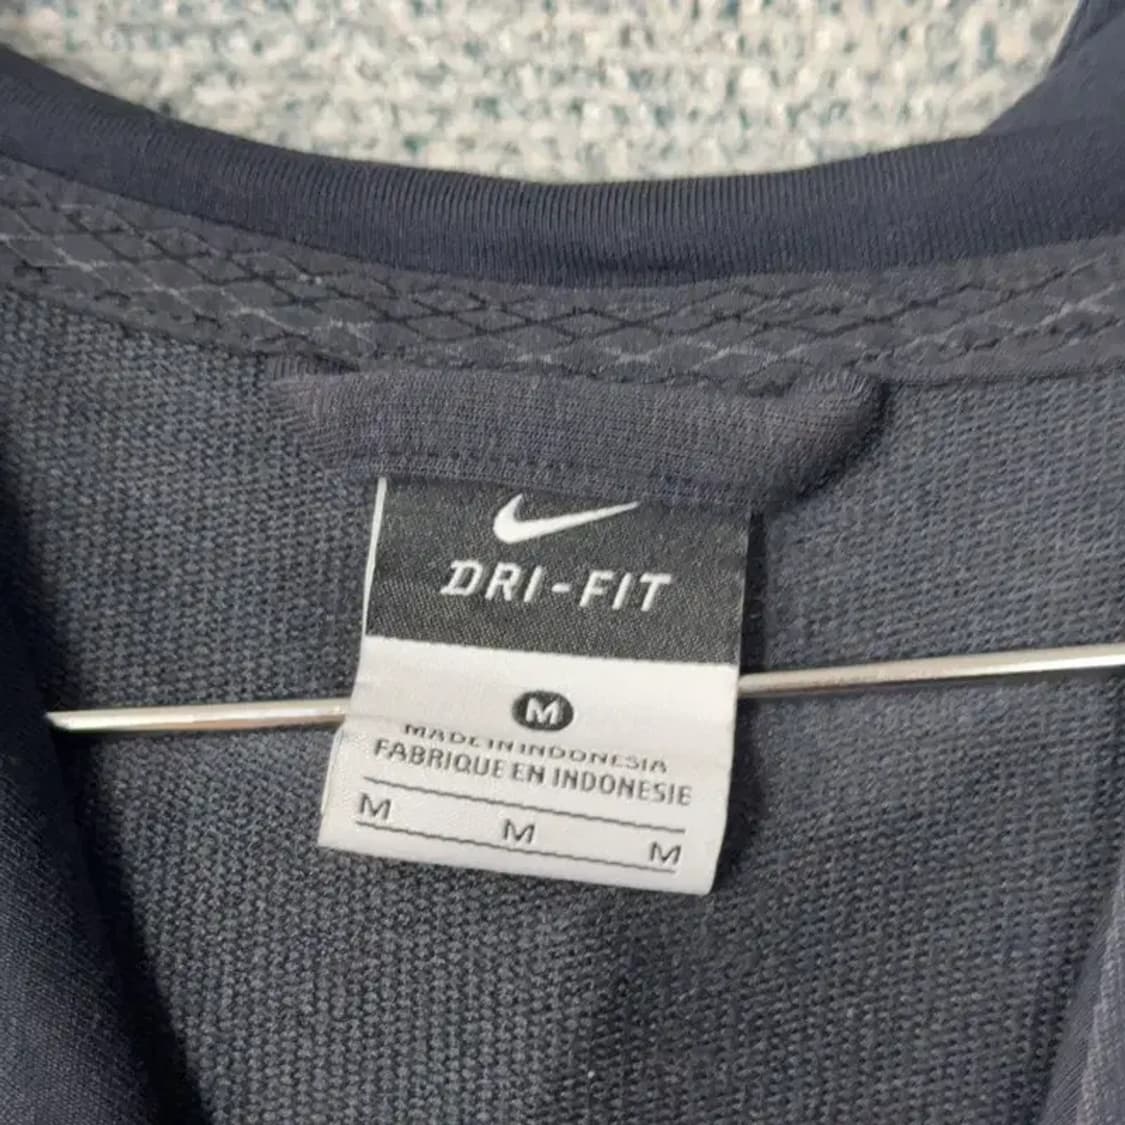 DRI-FIT
M
MADE IN INDONESIA
FABRIQUE EN INDONESIE
M M M